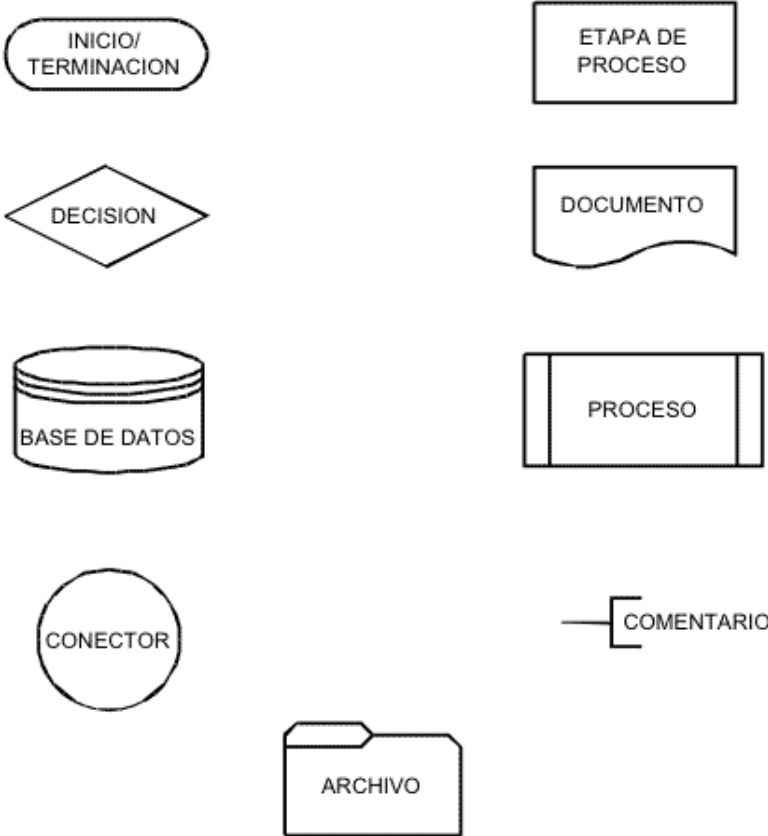 INICIO/
TERMINACION
ETAPA DE
PROCESO
DECISION
DOCUMENTO
BASE DE DATOS
PROCESO
CONECTOR
COMENTARIO
ARCHIVO